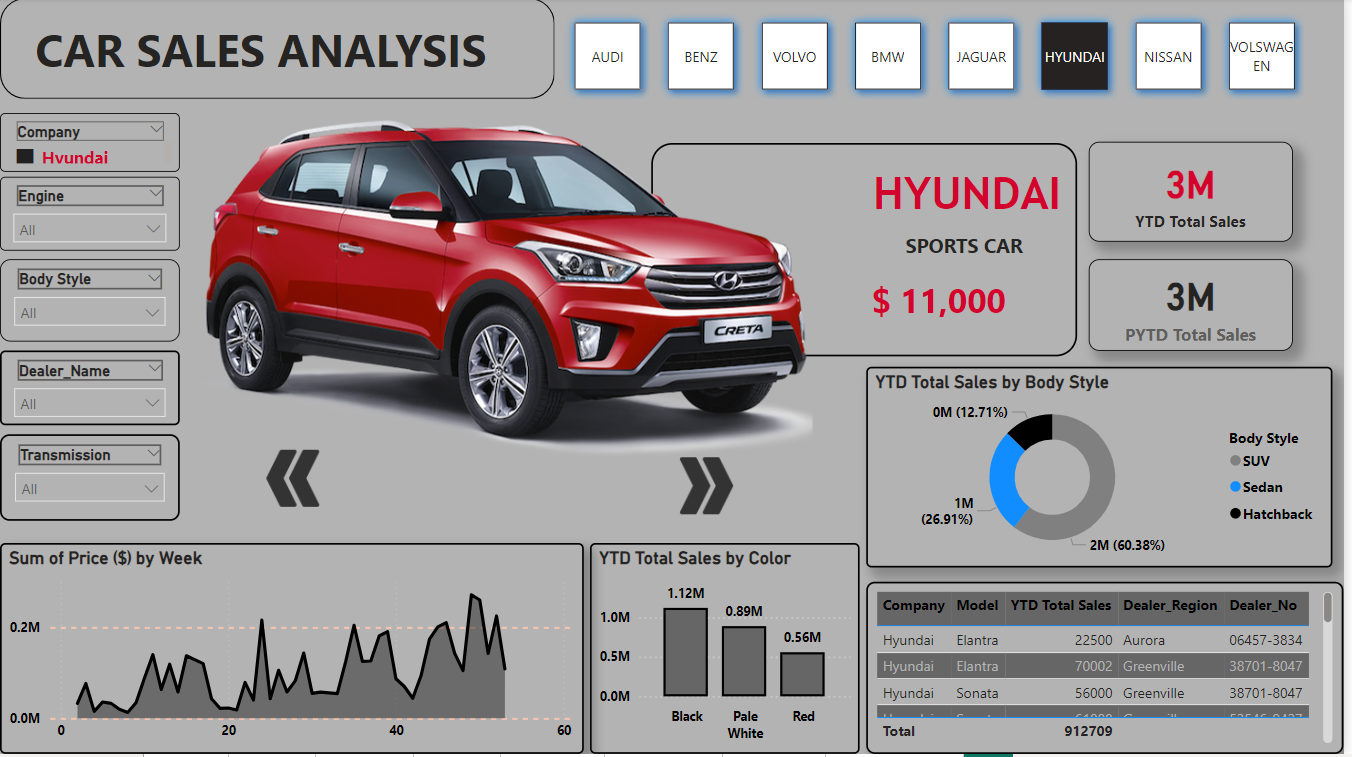 CAR SALES ANALYSIS
AUDI
BENZ
VOLVO
BMW
JAGUAR
HYUNDAI
NISSAN
VOLSWAG
EN
Company
Hyundai
Engine
All
Body Style
All
Dealer_Name
All
Transmission
All
CRETA
HYUNDAI
SPORTS CAR
$ 11,000
3M
YTD Total Sales
3M
PYTD Total Sales
YTD Total Sales by Body Style
0M (12.71%)
1M
(26.91%)
2M (60.38%)
Body Style
SUV
Sedan
Hatchback
Sum of Price ($) by Week
0.2M
0.0M
0 20 40 60
YTD Total Sales by Color
1.12M
0.89M
0.56M
1.0M
0.5M
0.0M
Black
Pale
White
Red
Company Model YTD Total Sales Dealer_Region Dealer_No
Hyundai Elantra 22500 Aurora 06457-3834
Hyundai Elantra 70002 Greenville 38701-8047
Hyundai Sonata 56000 Greenville 38701-8047
Total 912709